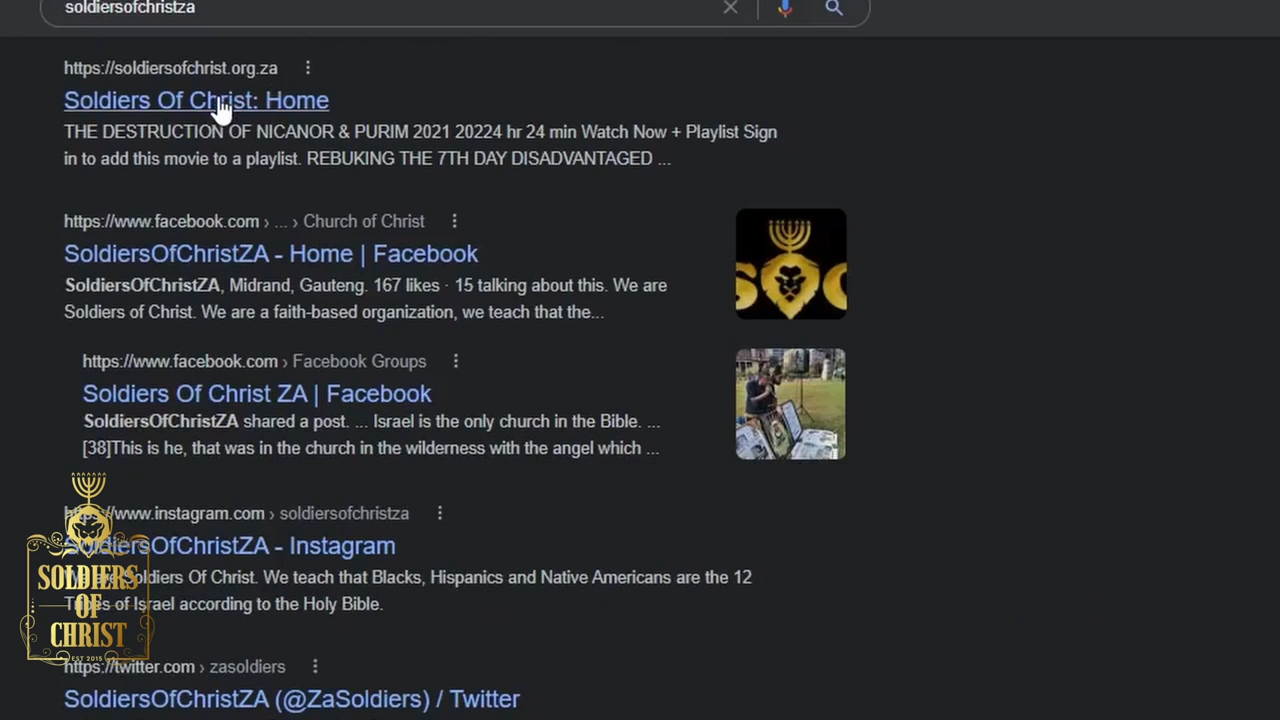 soldiersofchristza
https://soldiersofchrist.org.za
Soldiers Of Christ: Home
THE DESTRUCTION OF NICANOR & PURIM 2021 20224 hr 24 min Watch Now + Playlist Sign
in to add this movie to a playlist. REBUKING THE 7TH DAY DISADVANTAGED ...
https://www.facebook.com › ... › Church of Christ
SoldiersOfChristZA - Home | Facebook
SoldiersOfChristZA, Midrand, Gauteng. 167 likes · 15 talking about this. We are
Soldiers of Christ. We are a faith-based organization, we teach that the...
https://www.facebook.com › Facebook Groups
Soldiers Of Christ ZA | Facebook
SoldiersOfChristZA shared a post. ... Israel is the only church in the Bible. ...
[38]This is he, that was in the church in the wilderness with the angel which ...
https://www.instagram.com › soldiersofchristza
SoldiersOfChristZA - Instagram
We are Soldiers Of Christ. We teach that Blacks, Hispanics and Native Americans are the 12
Tribes of Israel according to the Holy Bible.
https://twitter.com › zasoldiers
SoldiersOfChristZA (@ZaSoldiers) / Twitter
SOLDIERS
OF
CHRIST
EST 2015